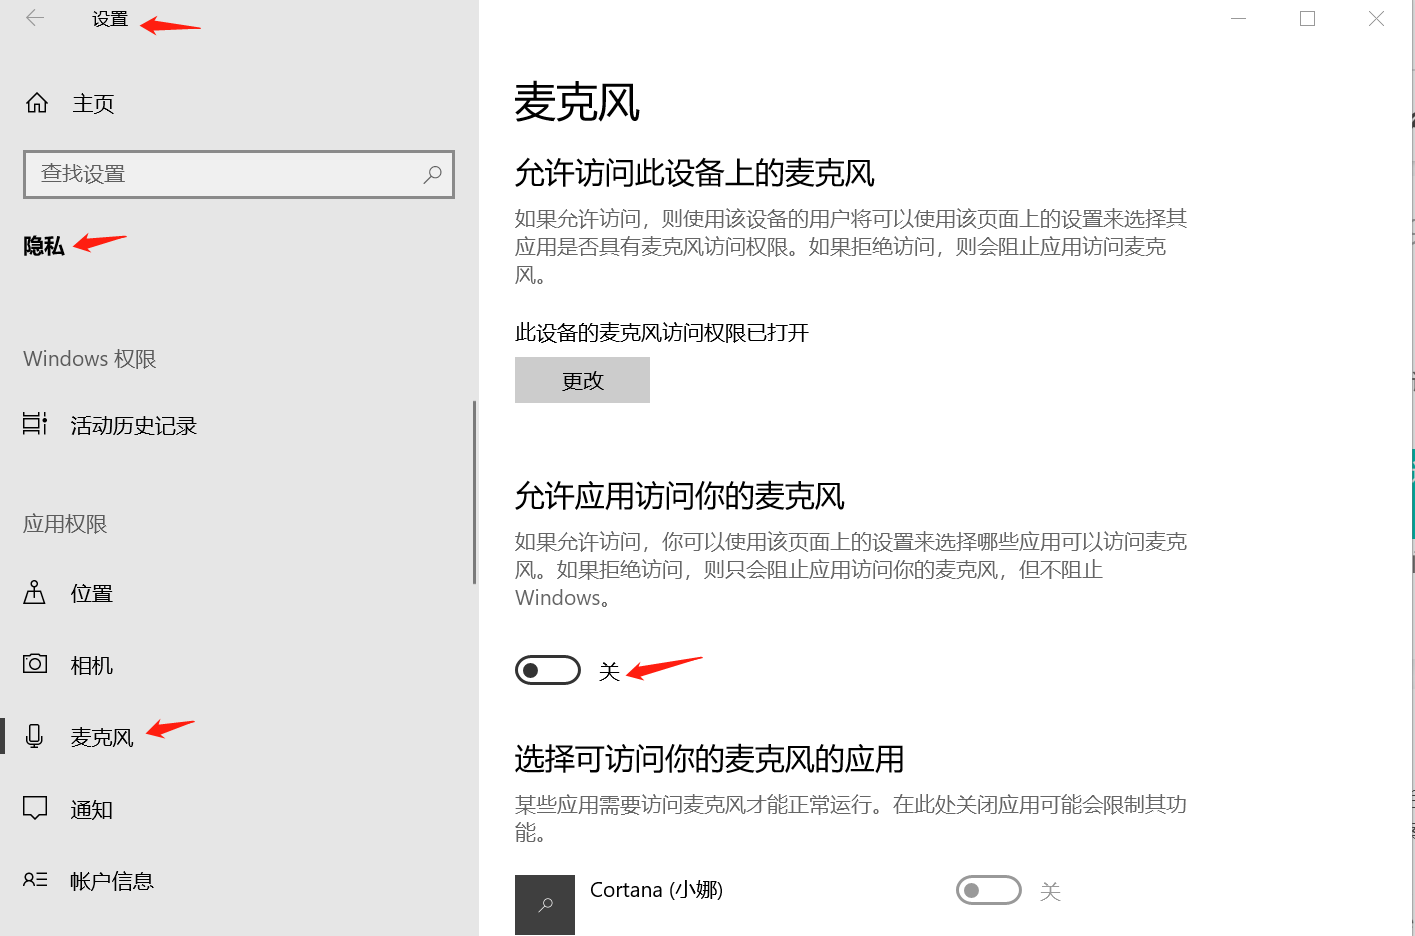 设置
主页
查找设置
隐私
Windows 权限
活动历史记录
应用权限
位置
相机
麦克风
通知
帐户信息
麦克风
允许访问此设备上的麦克风
如果允许访问，则使用该设备的用户将可以使用该页面上的设置来选择其
应用是否具有麦克风访问权限。如果拒绝访问，则会阻止应用访问麦克
风。
此设备的麦克风访问权限已打开
更改
允许应用访问你的麦克风
如果允许访问，你可以使用该页面上的设置来选择哪些应用可以访问麦克
风。如果拒绝访问，则只会阻止应用访问你的麦克风，但不阻止
Windows。
关
选择可访问你的麦克风的应用
某些应用需要访问麦克风才能正常运行。在此处关闭应用可能会限制其功
能。
Cortana (小娜)
关